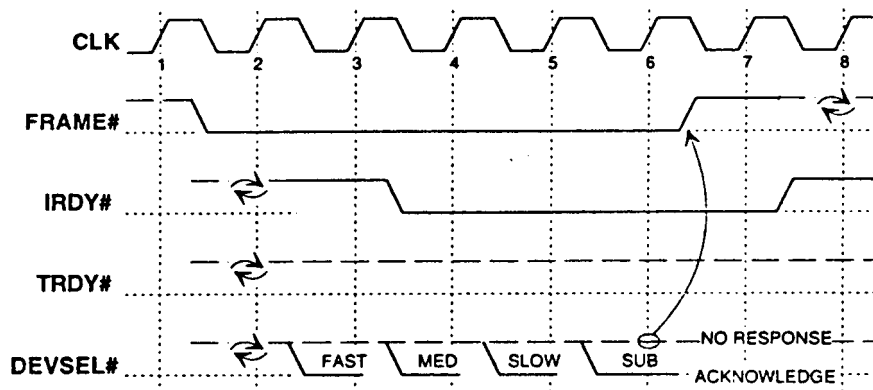 CLK
1 2 3 4 5 6 7 8
FRAME#
IRDY#
TRDY#
NO RESPONSE
DEVSEL# FAST MED SLOW SUB
ACKNOWLEDGE